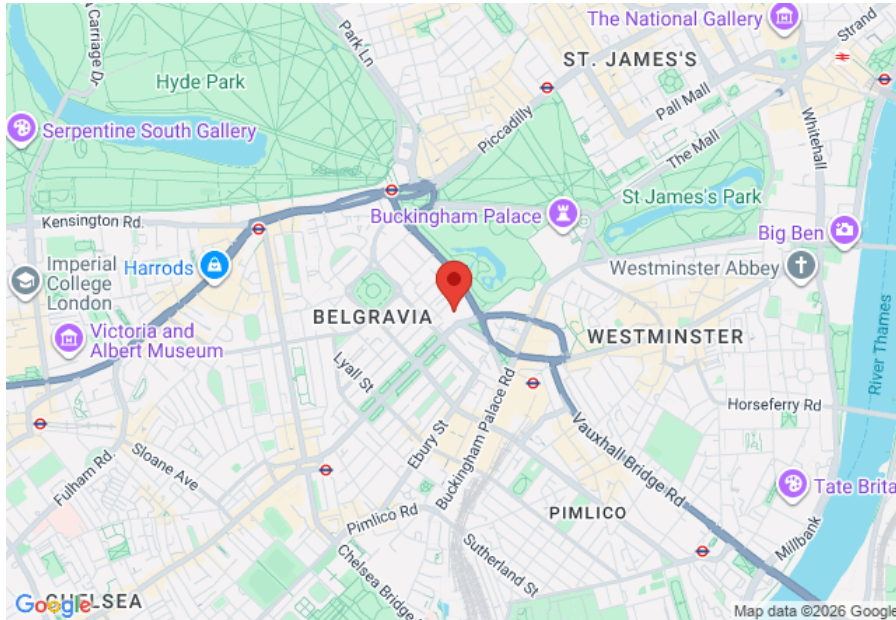 The National Gallery
Strand
Carriage Dr.
Park Ln
ST. JAMES'S
Hyde Park
Pall Mall
Serpentine South Gallery
Piccadilly
Whitehall
The Mall
St James's Park
Kensington Rd.
Buckingham Palace
Big Ben
Imperial
College
London
Harrods
Westminster Abbey
BELGRAVIA
Victoria and
Albert Museum
WESTMINSTER
River Thames
Lyall St
Horseferry Rd
Buckingham Palace Rd
Ebury St
Vauxhall Bridge Rd
Sloane Ave
Fulham Rd.
Tate Brita
PIMLICO
Pimlico Rd
Millbank
Sutherland St
Chelsea Bridge
CHELSEA
Google
Map data ©2026 Google